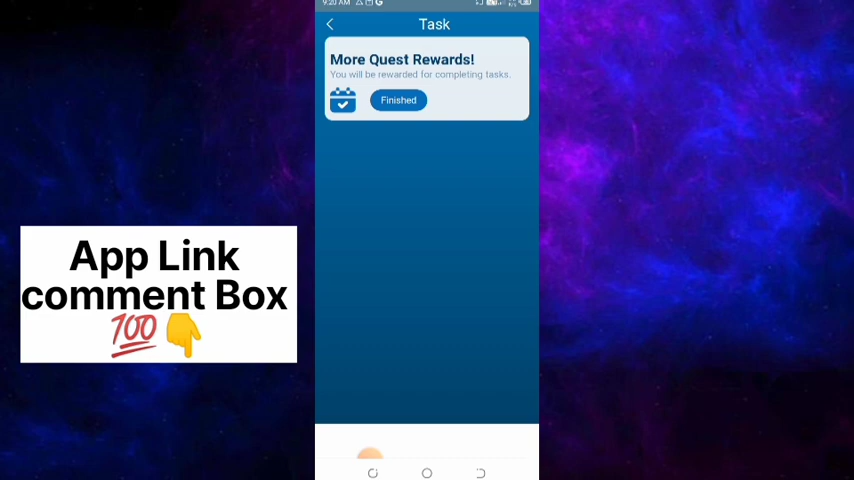 9:20 AM
Task
More Quest Rewards!
You will be rewarded for completing tasks.
Finished
App Link
comment Box
💯👇